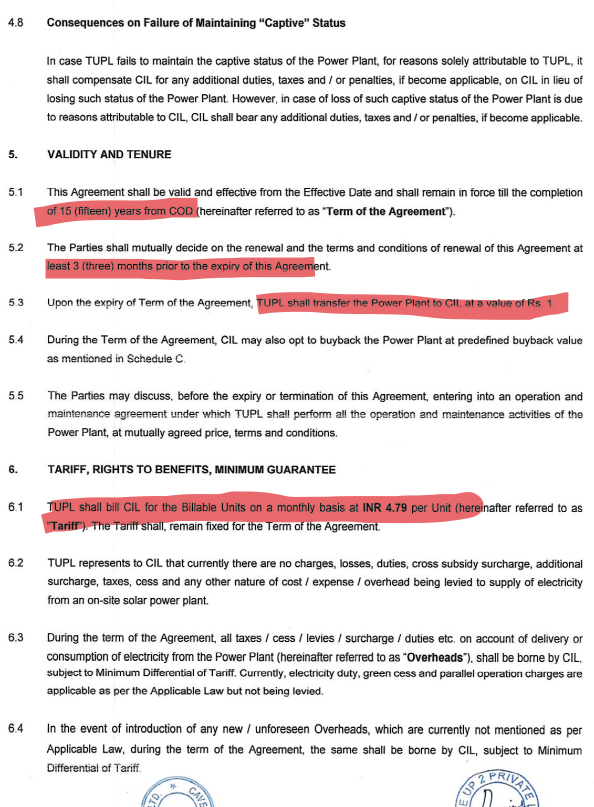 4.8 Consequences on Failure of Maintaining “Captive” Status
In case TUPL fails to maintain the captive status of the Power Plant, for reasons solely attributable to TUPL, it
shall compensate CIL for any additional duties, taxes and / or penalties, if become applicable, on CIL in lieu of
losing such status of the Power Plant. However, in case of loss of such captive status of the Power Plant is due
to reasons attributable to CIL, CIL shall bear any additional duties, taxes and / or penalties, if become applicable.
5. VALIDITY AND TENURE
5.1 This Agreement shall be valid and effective from the Effective Date and shall remain in force till the completion
of 15 (fifteen) years from COD (hereinafter referred to as “Term of the Agreement”).
5.2 The Parties shall mutually decide on the renewal and the terms and conditions of renewal of this Agreement at
least 3 (three) months prior to the expiry of this Agreement.
5.3 Upon the expiry of Term of the Agreement, TUPL shall transfer the Power Plant to CIL at a value of Rs. 1.
5.4 During the Term of the Agreement, CIL may also opt to buyback the Power Plant at predefined buyback value
as mentioned in Schedule C.
5.5 The Parties may discuss, before the expiry or termination of this Agreement, entering into an operation and
maintenance agreement under which TUPL shall perform all the operation and maintenance activities of the
Power Plant, at mutually agreed price, terms and conditions.
6. TARIFF, RIGHTS TO BENEFITS, MINIMUM GUARANTEE
6.1 TUPL shall bill CIL for the Billable Units on a monthly basis at INR 4.79 per Unit (hereinafter referred to as
“Tariff”). The Tariff shall, remain fixed for the Term of the Agreement.
6.2 TUPL represents to CIL that currently there are no charges, losses, duties, cross subsidy surcharge, additional
surcharge, taxes, cess and any other nature of cost / expense / overhead being levied to supply of electricity
from an on-site solar power plant.
6.3 During the term of the Agreement, all taxes / cess / levies / surcharge / duties etc. on account of delivery or
consumption of electricity from the Power Plant (hereinafter referred to as “Overheads”), shall be borne by CIL,
subject to Minimum Differential of Tariff. Currently, electricity duty, green cess and parallel operation charges are
applicable as per the Applicable Law but not being levied.
6.4 In the event of introduction of any new / unforeseen Overheads, which are currently not mentioned as per
Applicable Law, during the term of the Agreement, the same shall be borne by CIL, subject to Minimum
Differential of Tariff.
LTD. * CAVE
E UP 2 PRIVATE